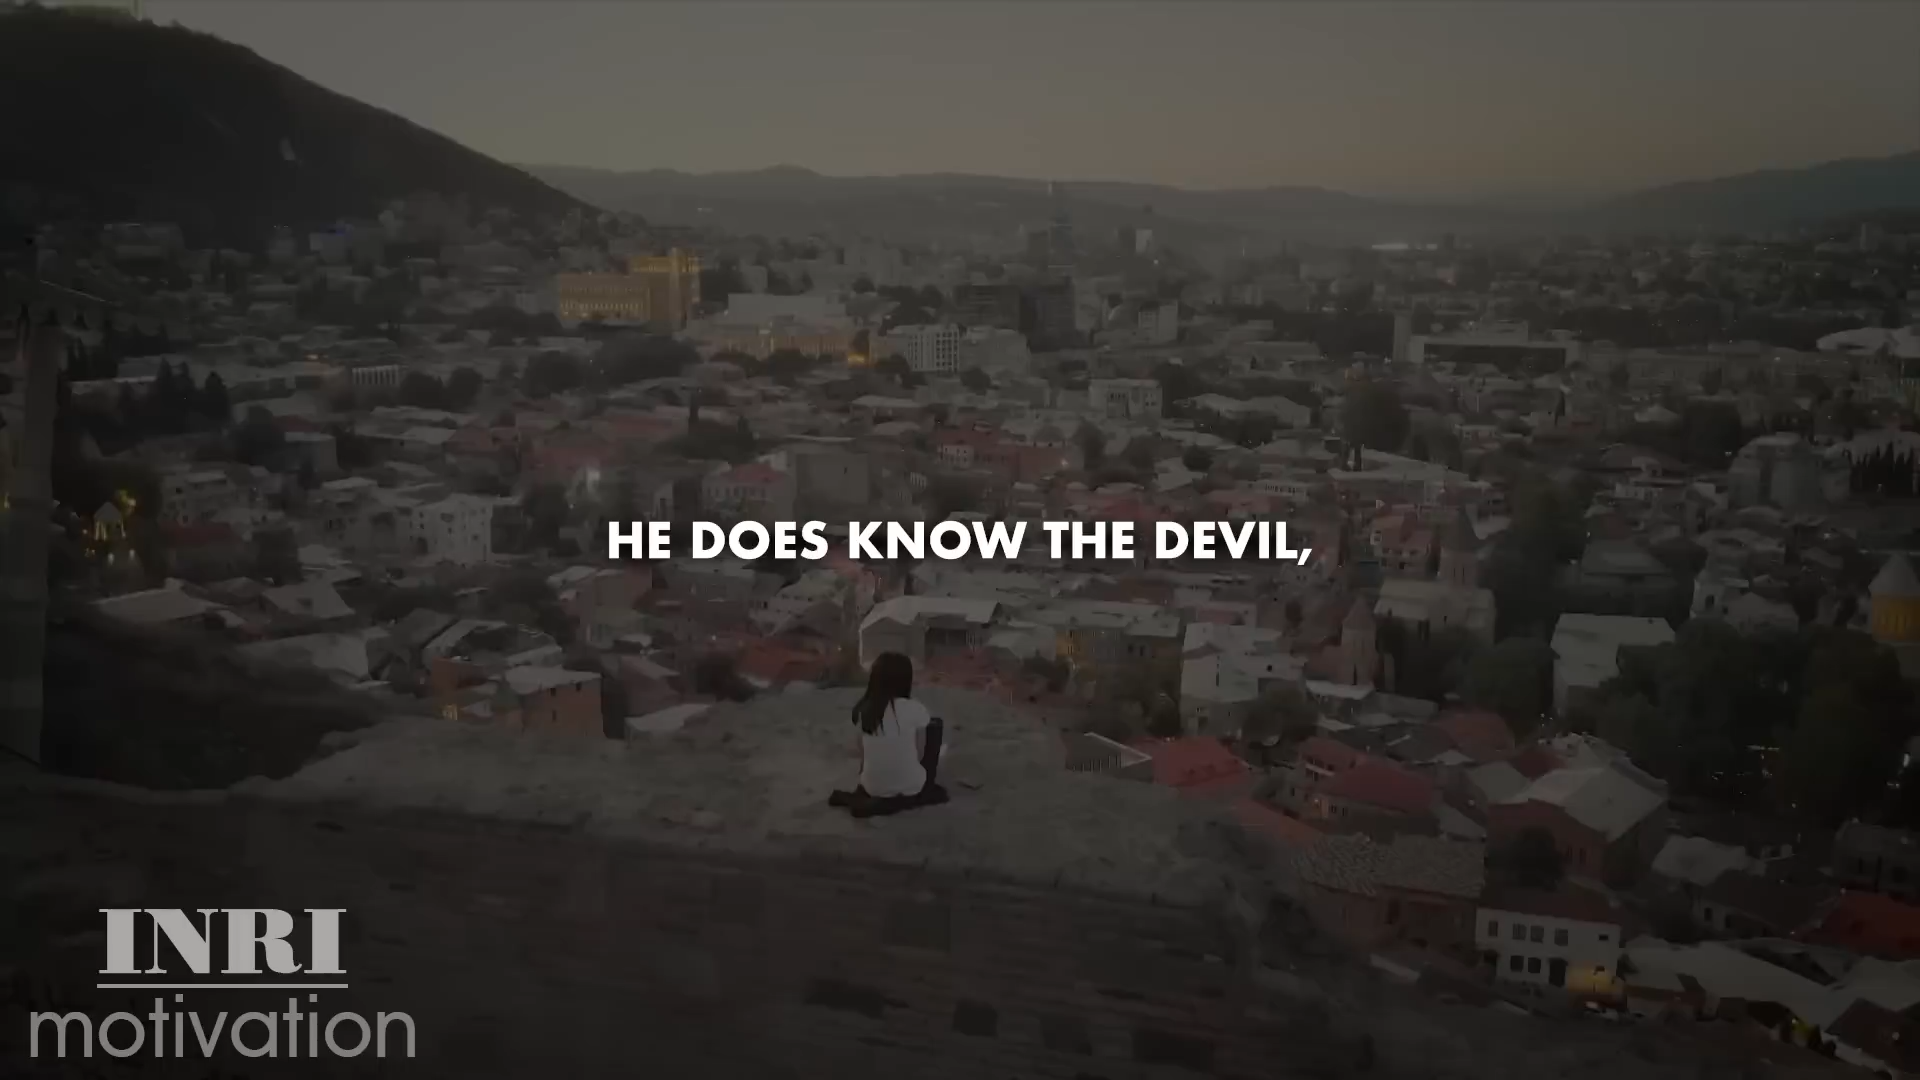 HE DOES KNOW THE DEVIL,
INRI
motivation